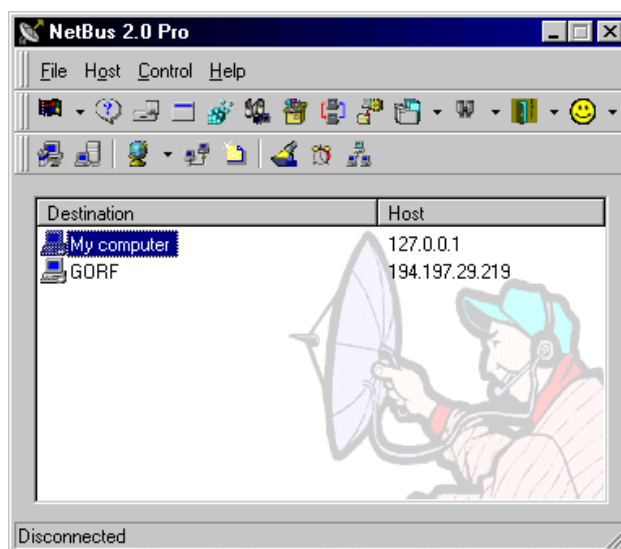 NetBus 2.0 Pro
File Host Control Help
Destination Host
My computer 127.0.0.1
GORF 194.197.29.219
Disconnected